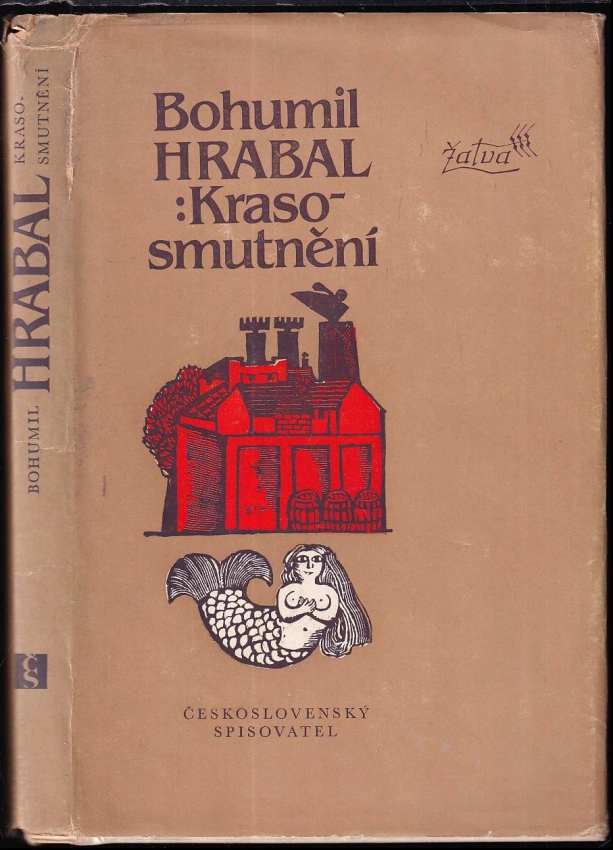 Bohumil
HRABAL
:Kraso-
smutnění
Žatva
ČESKOSLOVENSKÝ
SPISOVATEL
BOHUMIL
HRABAL
KRASO-
SMUTNĚNÍ
čs